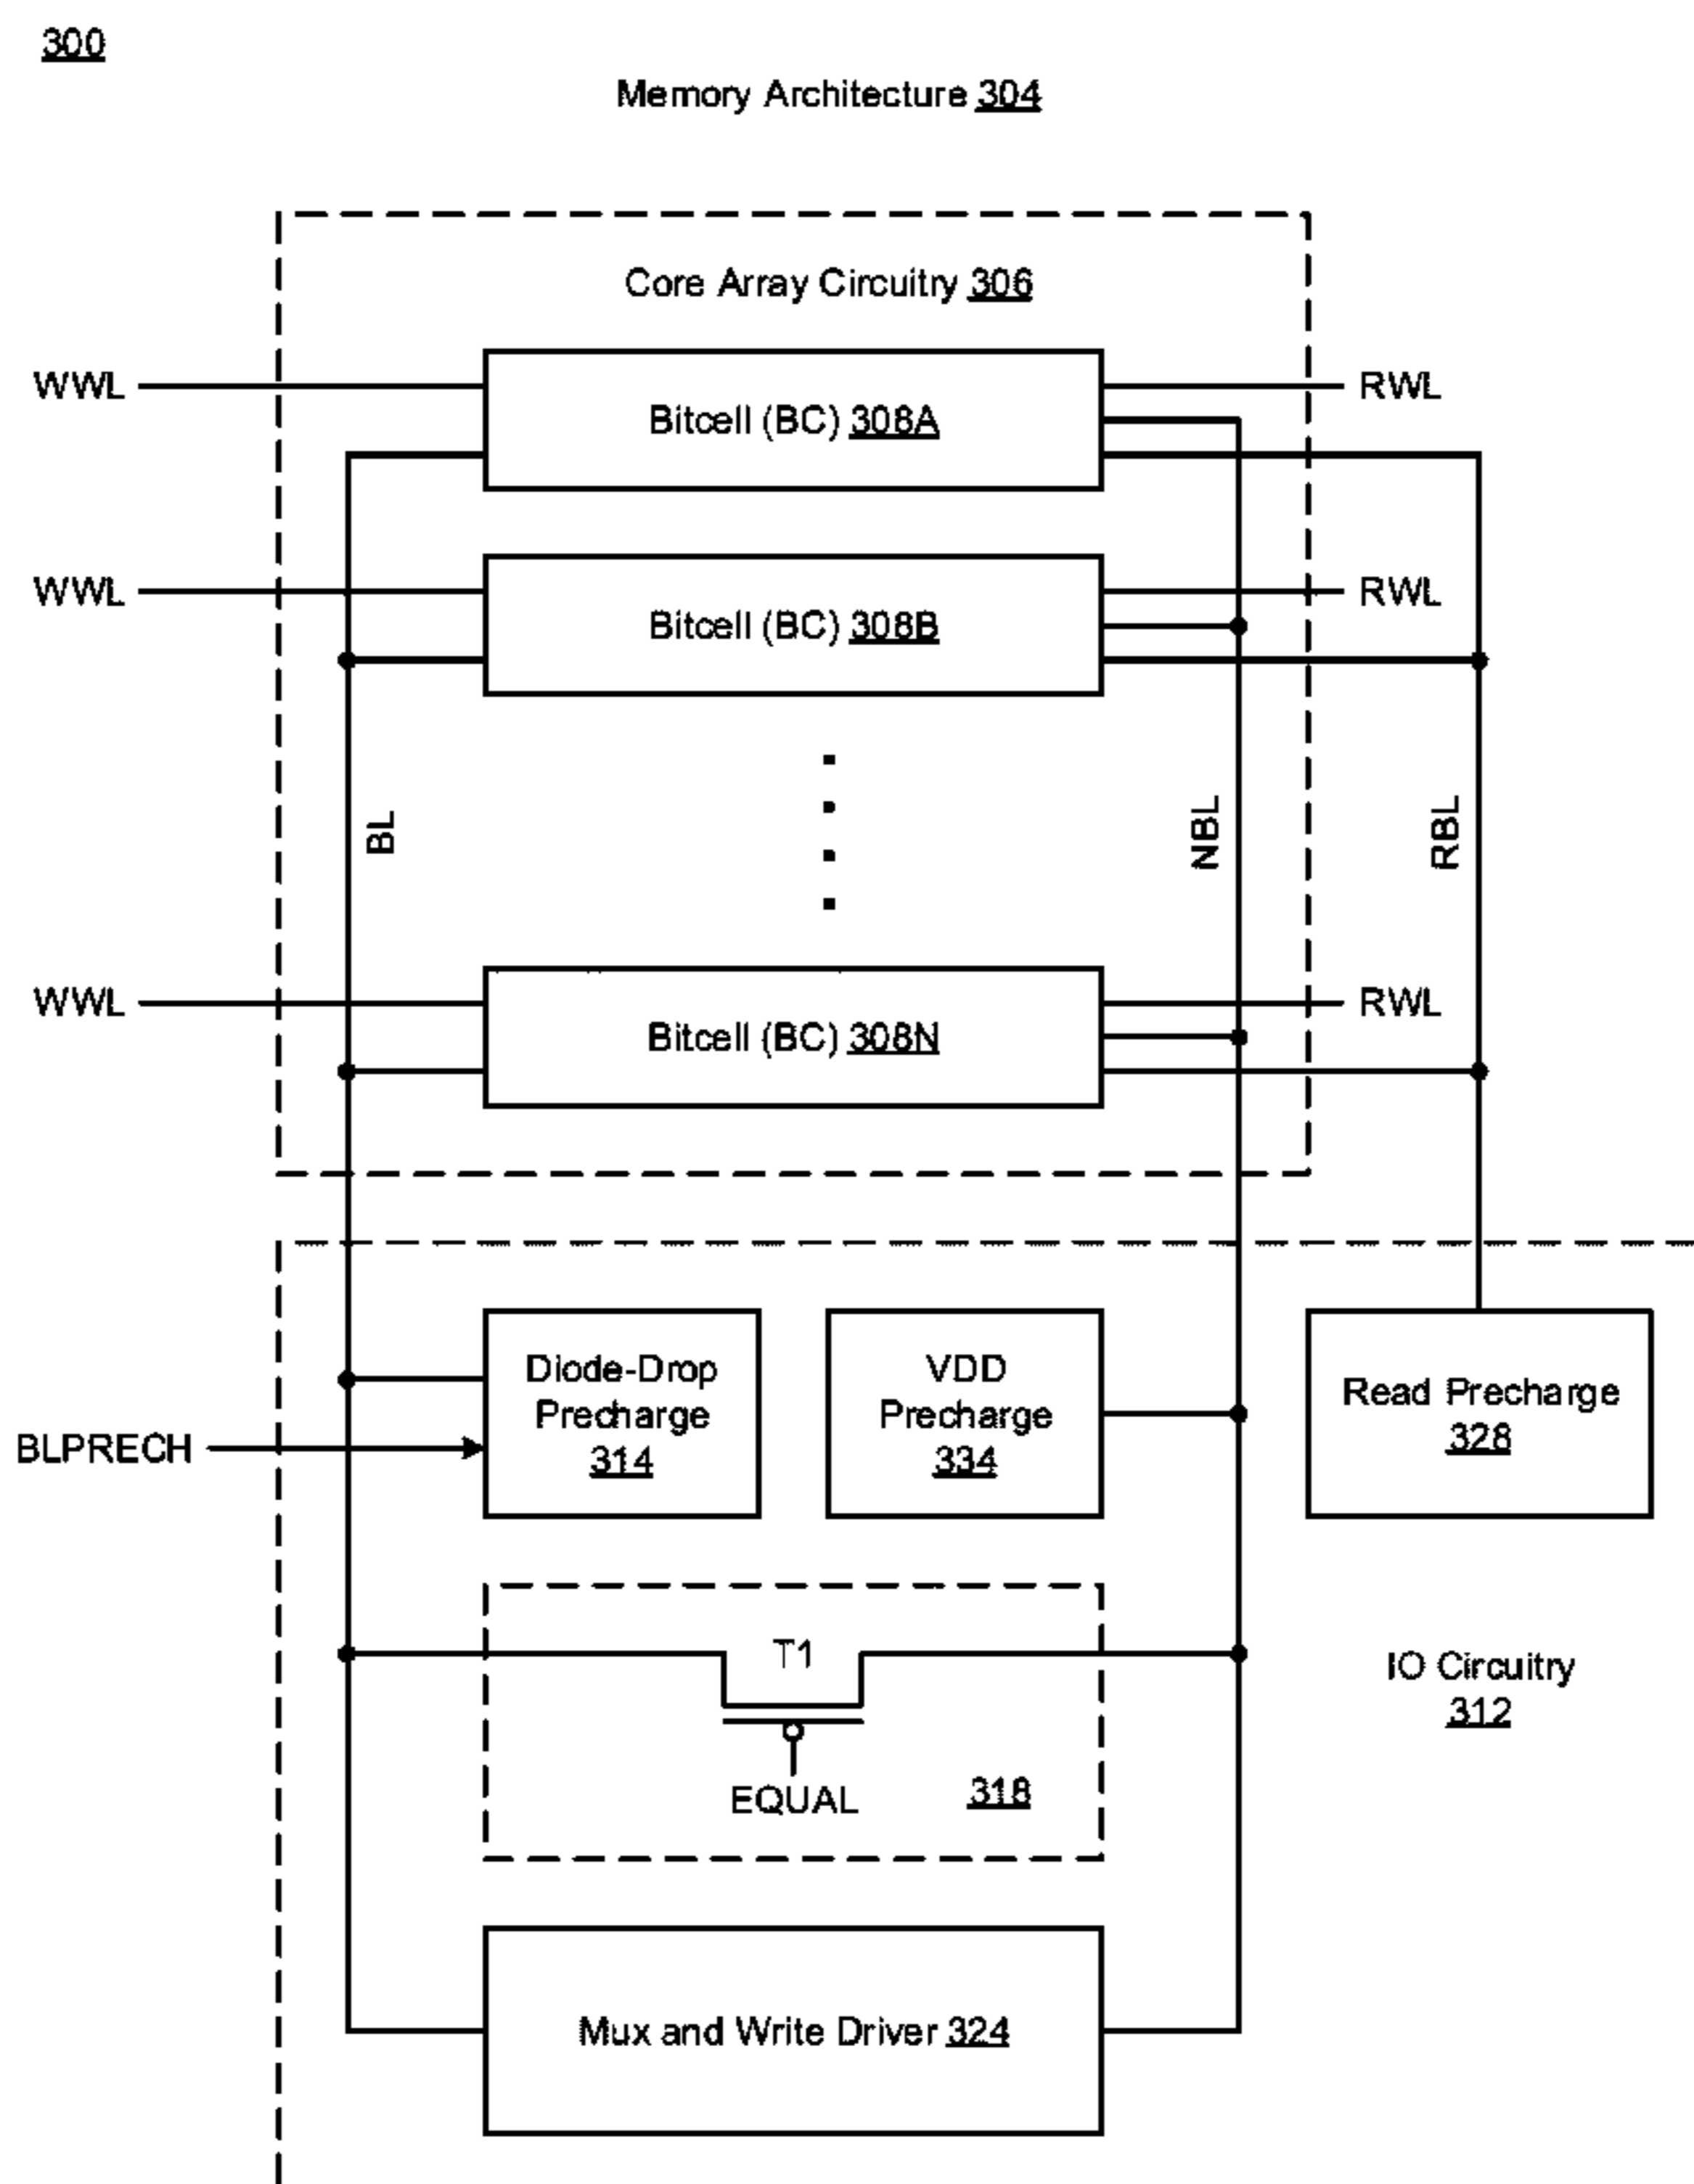 300
Memory Architecture 304
Core Array Circuitry 306
WWL
Bitcell (BC) 308A
RWL
WWL
Bitcell (BC) 308B
RWL
BL
NBL
RBL
WWL
Bitcell (BC) 308N
RWL
Diode-Drop
Precharge
314
VDD
Precharge
334
Read Precharge
328
BLPRECH
T1
EQUAL
318
IO Circuitry
312
Mux and Write Driver 324